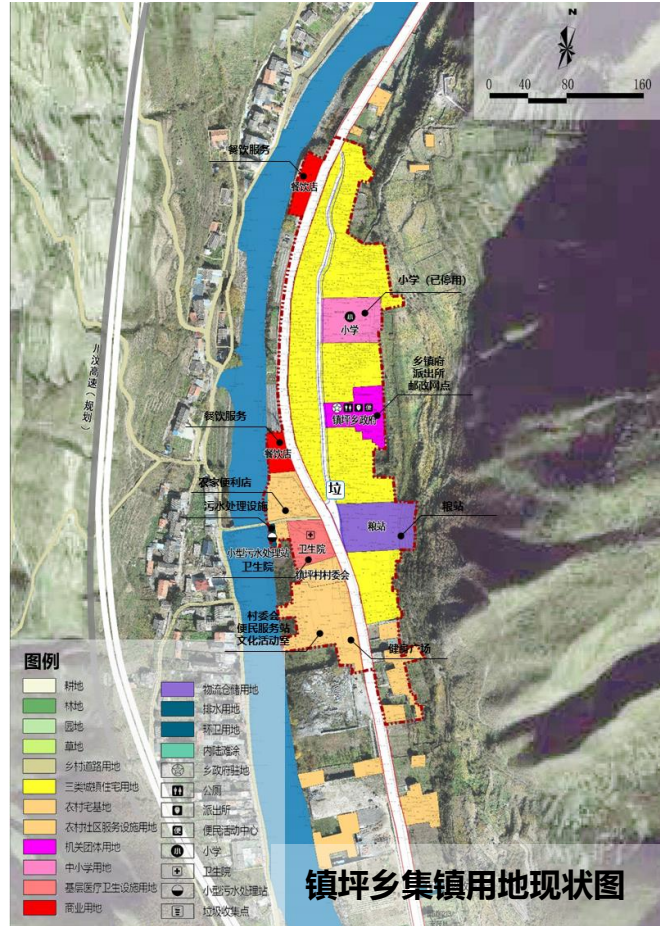 N
0 40 80 160
餐饮服务
餐饮店
小学（已停用）
小学
川汶高速（规划）
乡镇府
派出所
邮政网点
镇坪乡政府
餐饮服务
餐饮店
农家便利店
垃
污水处理设施
粮站
粮站
卫生院
小型污水处理站
卫生院
镇坪村村委会
村委会
便民服务站
文化活动室
健身广场
图例
耕地
林地
园地
草地
乡村道路用地
三类城镇住宅用地
农村宅基地
农村社区服务设施用地
机关团体用地
中小学用地
基层医疗卫生设施用地
商业用地
物流仓储用地
排水用地
环卫用地
内陆滩涂
乡政府驻地
公厕
派出所
便民活动中心
小学
卫生院
小型污水处理站
垃圾收集点
镇坪乡集镇用地现状图